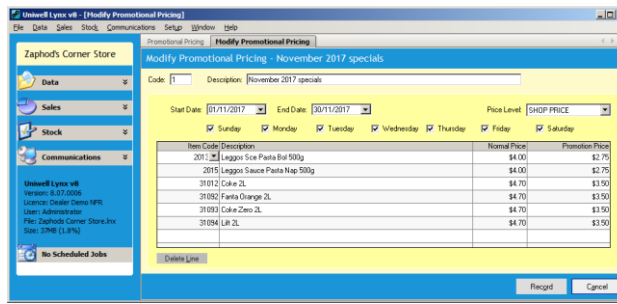 Uniwell Lynx v8 - [Modify Promotional Pricing]
File Data Sales Stock Communications Setup Window Help
Zaphod's Corner Store
Data
Sales
Stock
Communications
Uniwell Lynx v8
Version: 8.07.0006
Licence: Dealer Demo NFR
User: Administrator
File: Zaphods Corner Store.lnx
Size: 37MB (1.8%)
No Scheduled Jobs
Promotional Pricing Modify Promotional Pricing
Modify Promotional Pricing - November 2017 specials
Code: 1 Description: November 2017 specials
Start Date: 01/11/2017 End Date: 30/11/2017 Price Level: SHOP PRICE
Sunday Monday Tuesday Wednesday Thursday Friday Saturday
Item Code Description Normal Price Promotion Price
2013 Leggos Sce Pasta Bol 500g $4.00 $2.75
2015 Leggos Sauce Pasta Nap 500g $4.00 $2.75
31012 Coke 2L $4.70 $3.50
31092 Fanta Orange 2L $4.70 $3.50
31093 Coke Zero 2L $4.70 $3.50
31094 Lift 2L $4.70 $3.50
Delete Line
Record Cancel